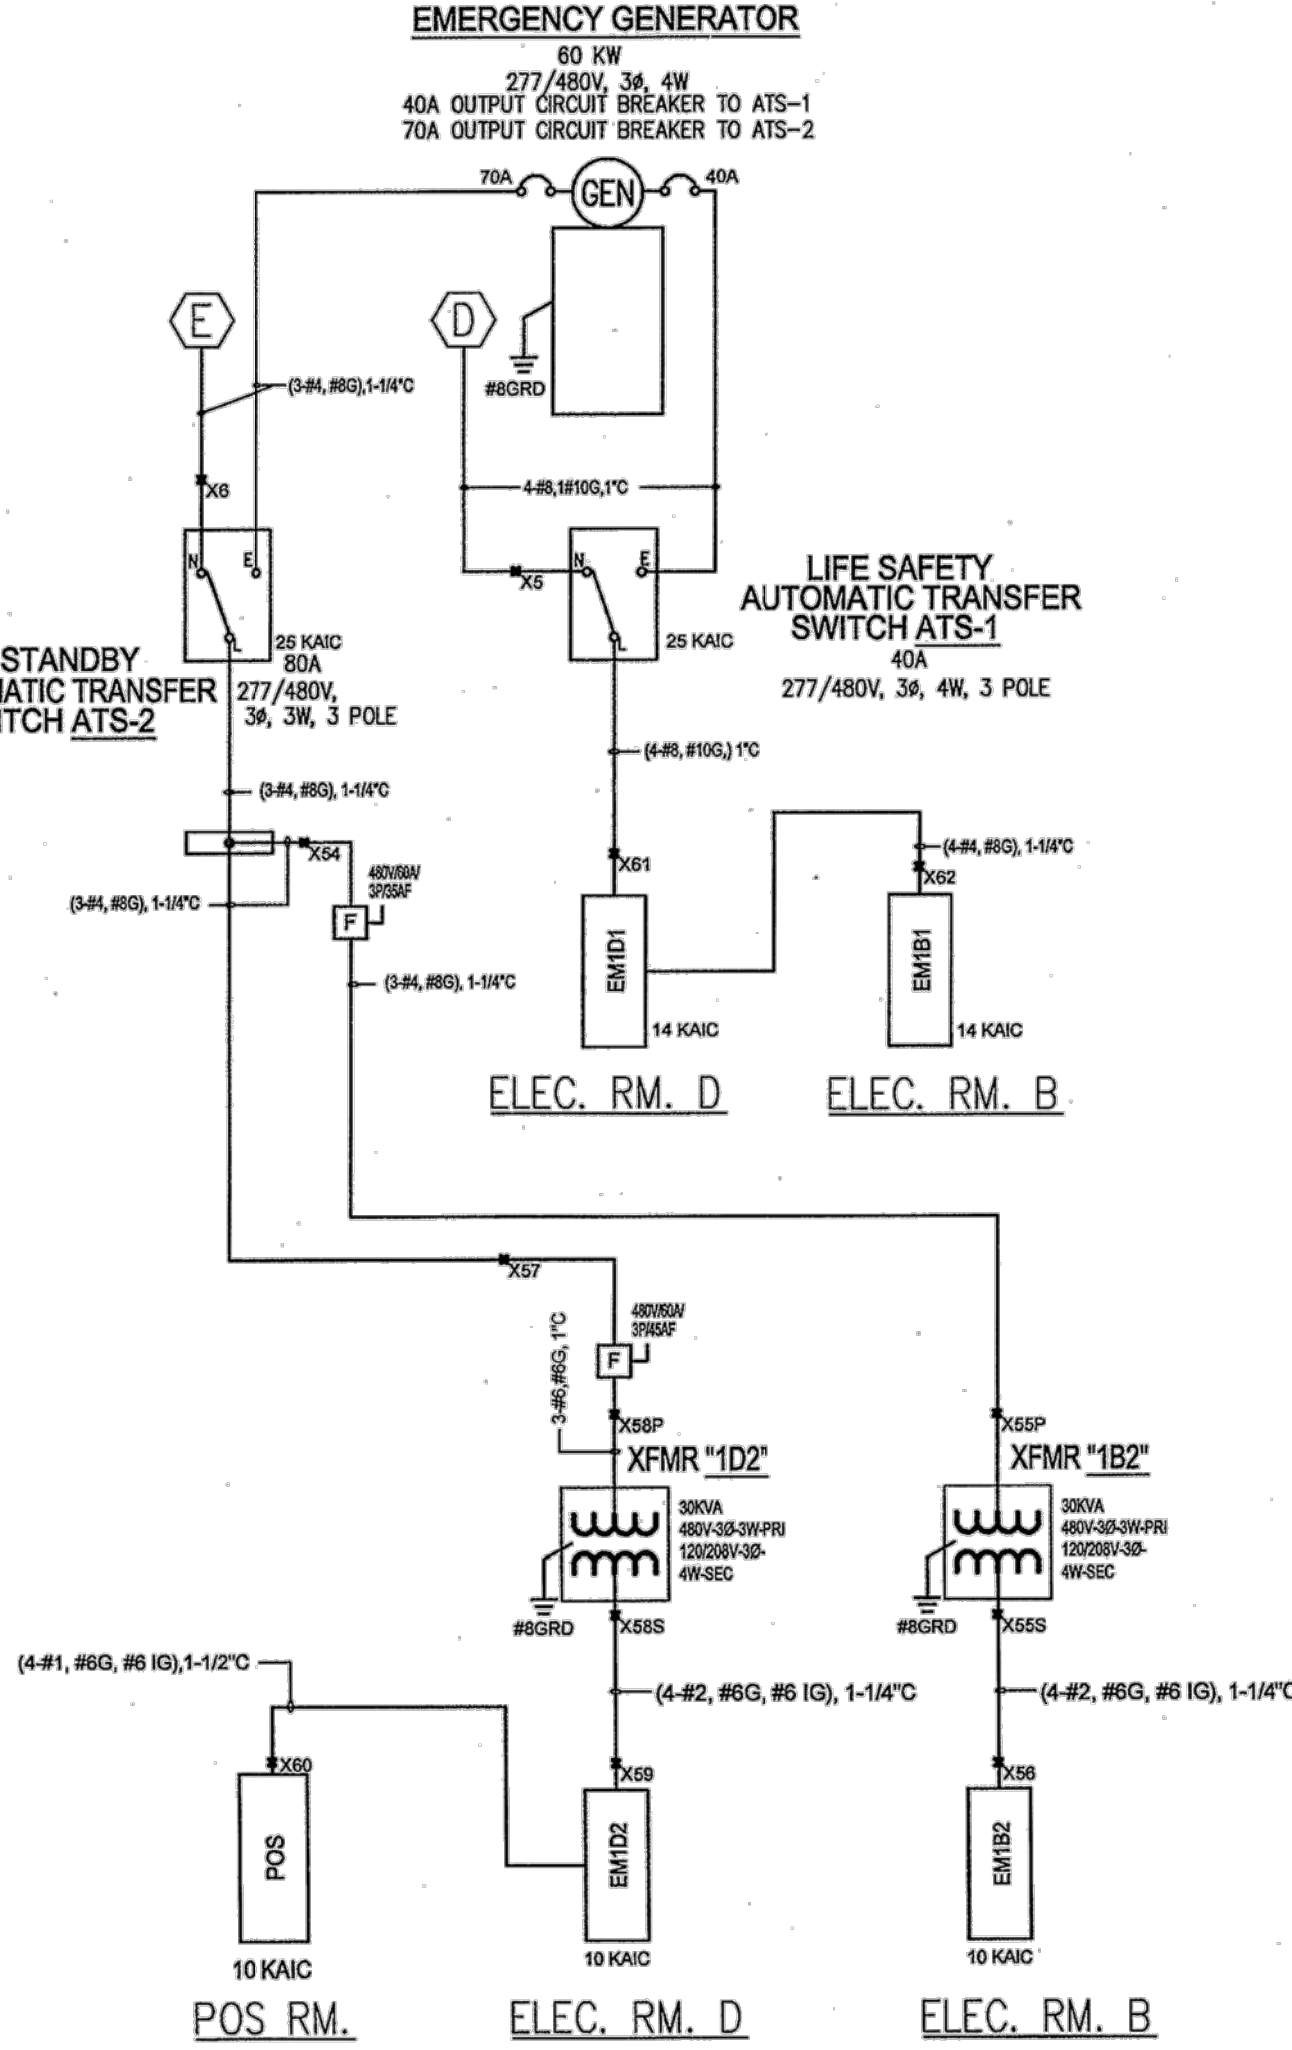 EMERGENCY GENERATOR
60 KW
277/480V, 3ø, 4W
40A OUTPUT CIRCUIT BREAKER TO ATS-1
70A OUTPUT CIRCUIT BREAKER TO ATS-2
70A
GEN
40A
E
D
(3-#4, #8G),1-1/4"C
#8GRD
X6
4-#8,1#10G,1"C
N
E
L
X5
N
E
L
25 KAIC
80A
277/480V,
3ø, 3W, 3 POLE
STANDBY
MATIC TRANSFER
ITCH ATS-2
25 KAIC
LIFE SAFETY
AUTOMATIC TRANSFER
SWITCH ATS-1
40A
277/480V, 3ø, 4W, 3 POLE
(4-#8, #10G,) 1"C
(3-#4, #8G), 1-1/4"C
X54
480V/60A/
3P/35AF
F
X61
(4-#4, #8G), 1-1/4"C
X62
(3-#4, #8G), 1-1/4"C
(3-#4, #8G), 1-1/4"C
EM1D1
14 KAIC
EM1B1
14 KAIC
ELEC. RM. D
ELEC. RM. B
X57
480V/60A/
3P/45AF
F
3-#6,#6G, 1"C
X58P
XFMR "1D2"
30KVA
480V-3Ø-3W-PRI
120/208V-3Ø-
4W-SEC
#8GRD
X58S
X55P
XFMR "1B2"
30KVA
480V-3Ø-3W-PRI
120/208V-3Ø-
4W-SEC
#8GRD
X55S
(4-#1, #6G, #6 IG),1-1/2"C
(4-#2, #6G, #6 IG), 1-1/4"C
(4-#2, #6G, #6 IG), 1-1/4"C
X60
X59
X56
POS
EM1D2
EM1B2
10 KAIC
10 KAIC
10 KAIC
POS RM.
ELEC. RM. D
ELEC. RM. B